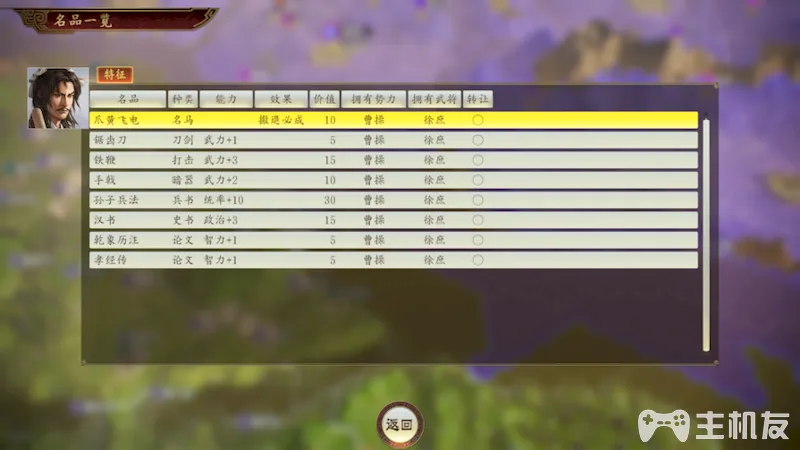 名品一覧
特征
名品 种类 能力 效果 价值 拥有势力 拥有武将 转让
爪黄飞电 名马 撤退必成 10 曹操 徐庶 〇
锯齿刀 刀剑 武力+1 5 曹操 徐庶 〇
铁鞭 打击 武力+3 15 曹操 徐庶 〇
手戟 暗器 武力+2 10 曹操 徐庶 〇
孙子兵法 兵书 统率+10 30 曹操 徐庶 〇
汉书 史书 政治+3 15 曹操 徐庶 〇
乾象历注 论文 智力+1 5 曹操 徐庶 〇
孝经传 论文 智力+1 5 曹操 徐庶 〇
返回
主机友